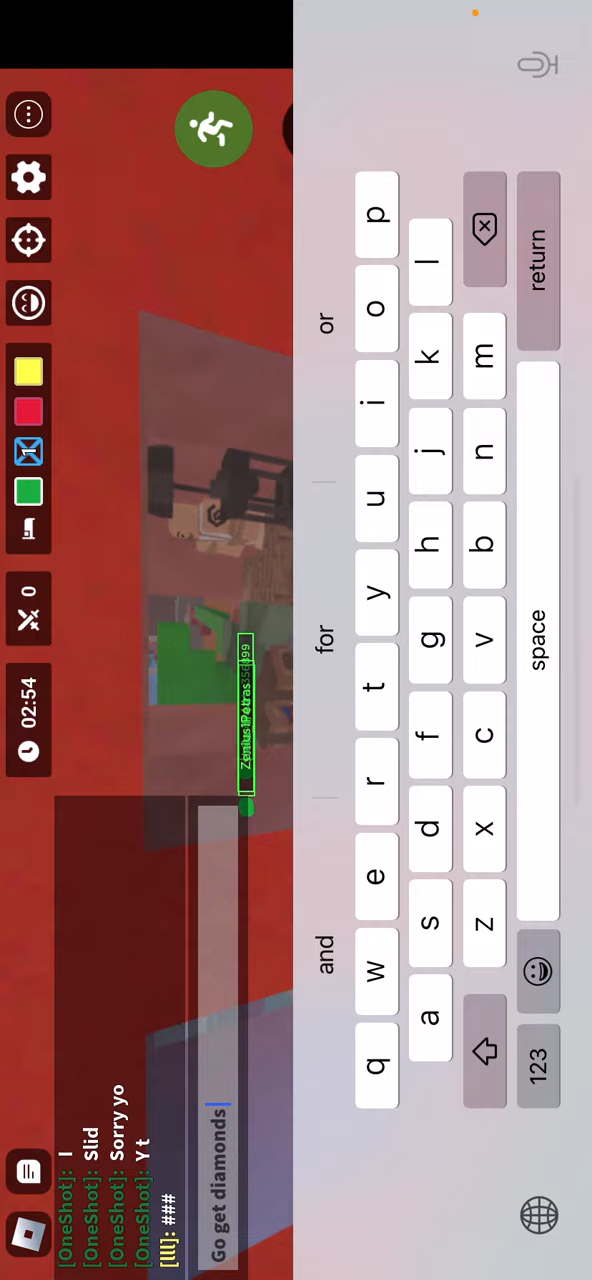 [OneShot]: I
[OneShot]: Slid
[OneShot]: Sorry yo
[OneShot]: Y t
[lll]: ###
Go get diamonds
02:54
0
1
and
for
or
q w e r t y u i o p
a s d f g h j k l
z x c v b n m
123
space
return